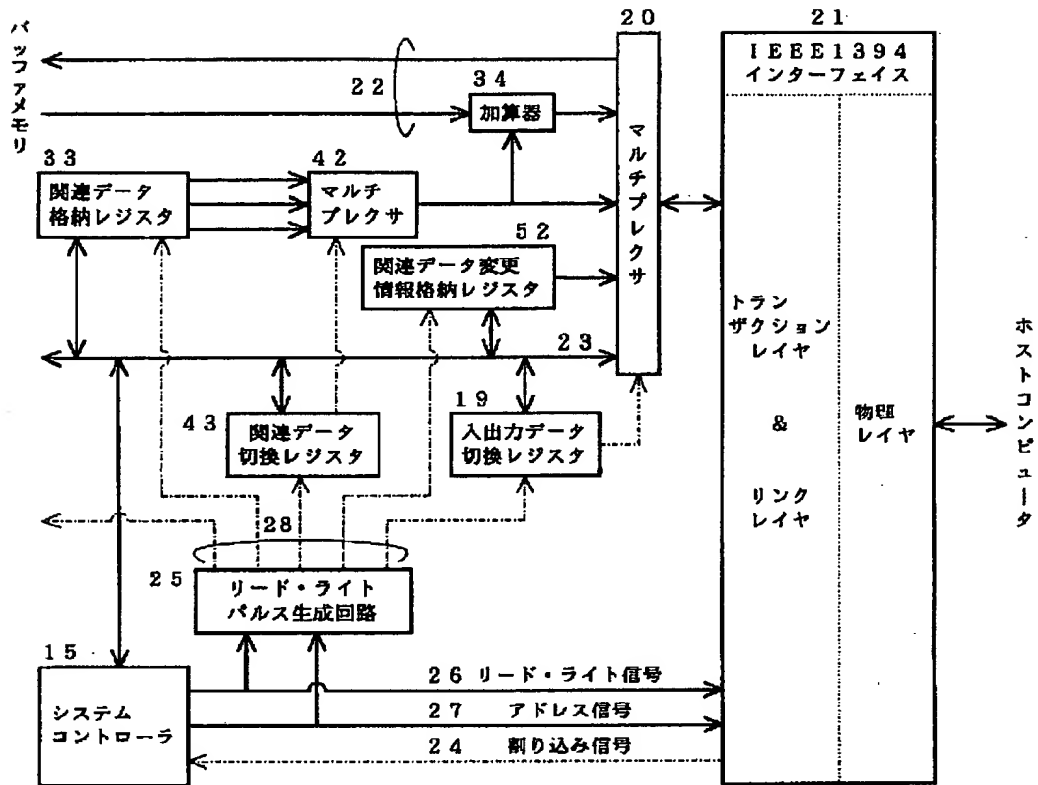 20
21
バッファメモリ
IEEE1394
インターフェイス
22
34
加算器
マルチプレクサ
33
42
関連データ
格納レジスタ
マルチ
プレクサ
52
関連データ変更
情報格納レジスタ
トラン
ザクション
レイヤ
23
ホストコンピュータ
43
関連データ
切換レジスタ
19
入出力データ
切換レジスタ
&
物理
レイヤ
リンク
レイヤ
28
25
リード・ライト
パルス生成回路
15
26 リード・ライト信号
システム
コントローラ
27 アドレス信号
24 割り込み信号